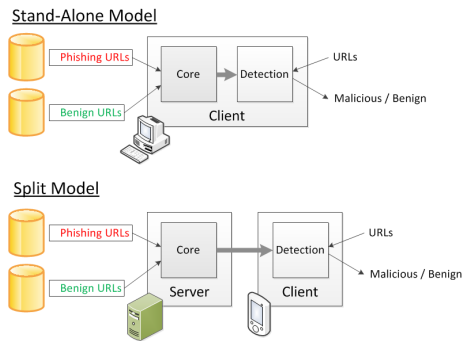 Stand-Alone Model
Phishing URLs
Benign URLs
Core
Detection
Client
URLs
Malicious / Benign
Split Model
Phishing URLs
Benign URLs
Core
Server
Detection
Client
URLs
Malicious / Benign